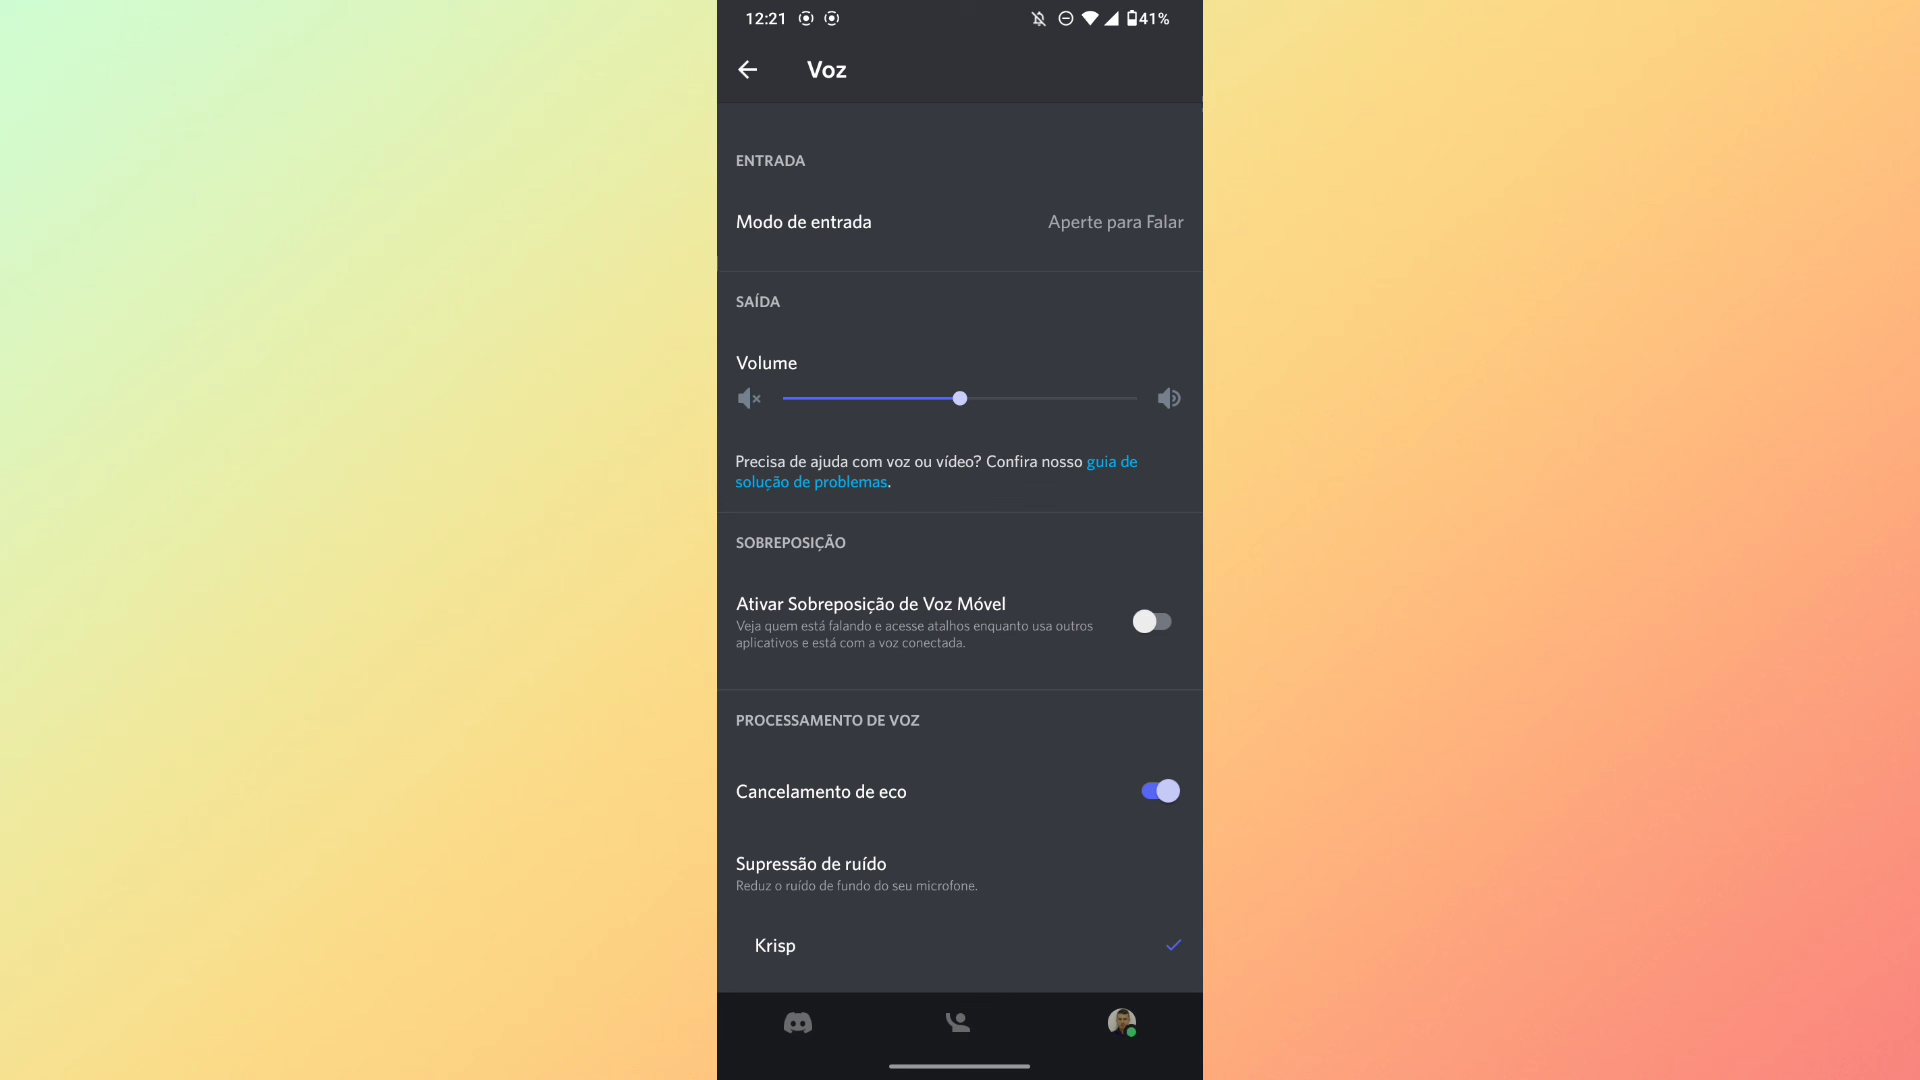 12:21
41%
Voz
ENTRADA
Modo de entrada
Aperte para Falar
SAÍDA
Volume
Precisa de ajuda com voz ou vídeo? Confira nosso guia de
solução de problemas.
SOBREPOSIÇÃO
Ativar Sobreposição de Voz Móvel
Veja quem está falando e acesse atalhos enquanto usa outros
aplicativos e está com a voz conectada.
PROCESSAMENTO DE VOZ
Cancelamento de eco
Supressão de ruído
Reduz o ruído de fundo do seu microfone.
Krisp